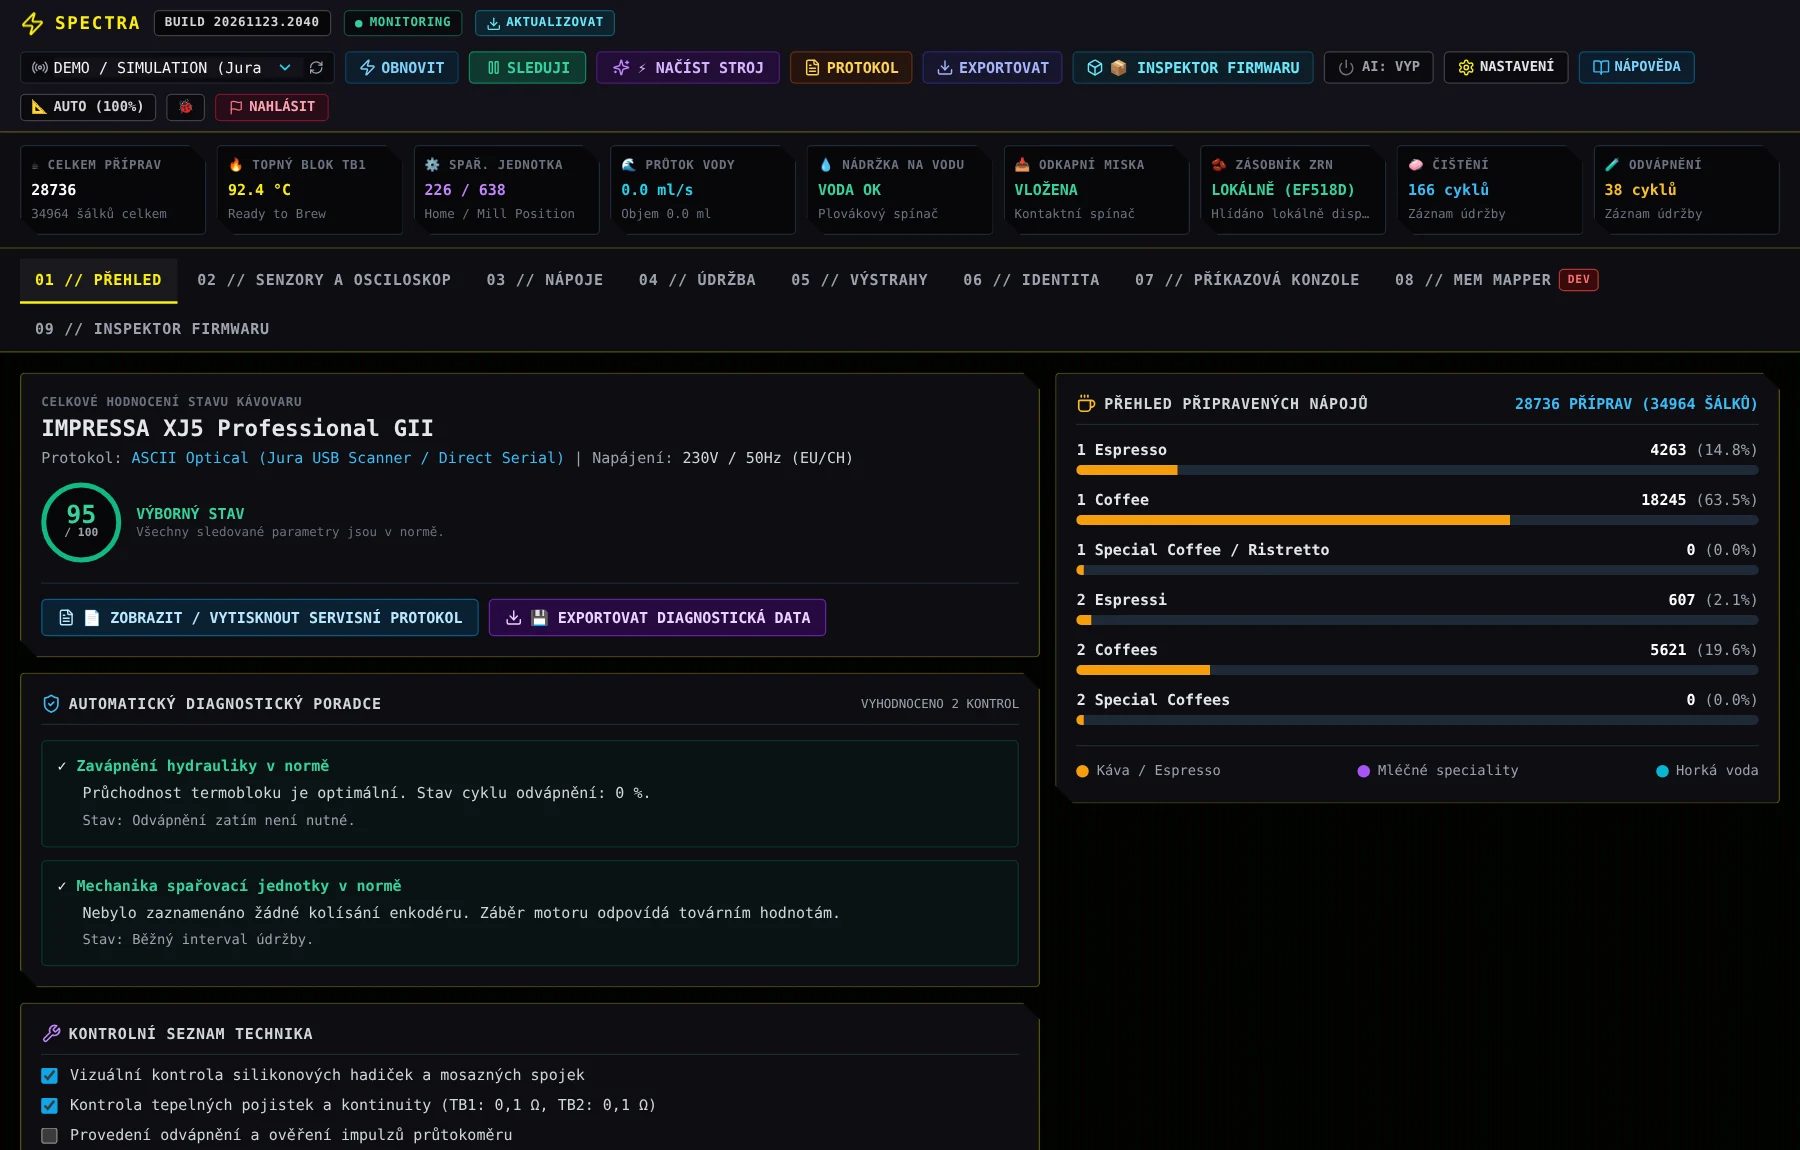 SPECTRA BUILD 20261123.2040 MONITORING AKTUALIZOVAT
DEMO / SIMULATION (Jura OBNOVIT SLEDUJI ⚡ NAČÍST STROJ PROTOKOL EXPORTOVAT 📦 INSPEKTOR FIRMWARU AI: VYP NASTAVENÍ NÁPOVĚDA
AUTO (100%) NAHLÁSIT
CELKEM PŘÍPRAV
28736
34964 šálků celkem
TOPNÝ BLOK TB1
92.4 °C
Ready to Brew
SPAŘ. JEDNOTKA
226 / 638
Home / Mill Position
PRŮTOK VODY
0.0 ml/s
Objem 0.0 ml
NÁDRŽKA NA VODU
VODA OK
Plovákový spínač
ODKAPNÍ MISKA
VLOŽENA
Kontaktní spínač
ZÁSOBNÍK ZRN
LOKÁLNĚ (EF518D)
Hlídáno lokálně disp…
ČIŠTĚNÍ
166 cyklů
Záznam údržby
ODVÁPNĚNÍ
38 cyklů
Záznam údržby
01 // PŘEHLED 02 // SENZORY A OSCILOSKOP 03 // NÁPOJE 04 // ÚDRŽBA 05 // VÝSTRAHY 06 // IDENTITA 07 // PŘÍKAZOVÁ KONZOLE 08 // MEM MAPPER DEV
09 // INSPEKTOR FIRMWARU
CELKOVÉ HODNOCENÍ STAVU KÁVOVARU
IMPRESSA XJ5 Professional GII
Protokol: ASCII Optical (Jura USB Scanner / Direct Serial) | Napájení: 230V / 50Hz (EU/CH)
95
/ 100
VÝBORNÝ STAV
Všechny sledované parametry jsou v normě.
ZOBRAZIT / VYTISKNOUT SERVISNÍ PROTOKOL EXPORTOVAT DIAGNOSTICKÁ DATA
AUTOMATICKÝ DIAGNOSTICKÝ PORADCE VYHODNOCENO 2 KONTROL
✓ Zavápnění hydrauliky v normě
Průchodnost termobloku je optimální. Stav cyklu odvápnění: 0 %.
Stav: Odvápnění zatím není nutné.
✓ Mechanika spařovací jednotky v normě
Nebylo zaznamenáno žádné kolísání enkodéru. Záběr motoru odpovídá továrním hodnotám.
Stav: Běžný interval údržby.
KONTROLNÍ SEZNAM TECHNIKA
Vizuální kontrola silikonových hadiček a mosazných spojek
Kontrola tepelných pojistek a kontinuity (TB1: 0,1 Ω, TB2: 0,1 Ω)
Provedení odvápnění a ověření impulzů průtokoměru
PŘEHLED PŘIPRAVENÝCH NÁPOJŮ 28736 PŘÍPRAV (34964 ŠÁLKŮ)
1 Espresso 4263 (14.8%)
1 Coffee 18245 (63.5%)
1 Special Coffee / Ristretto 0 (0.0%)
2 Espressi 607 (2.1%)
2 Coffees 5621 (19.6%)
2 Special Coffees 0 (0.0%)
Káva / Espresso Mléčné speciality Horká voda